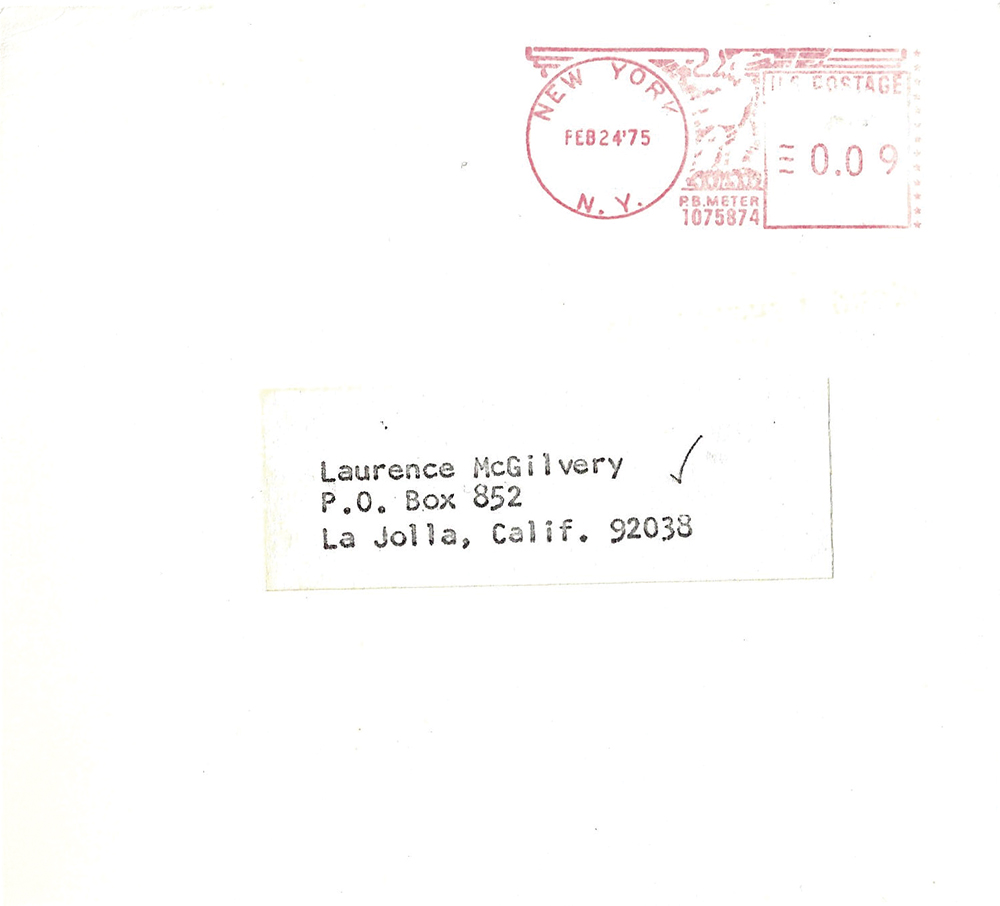 NEW YORK
FEB 24 '75
N. Y.
P.B. METER
1075874
U.S. POSTAGE
0.09
Laurence McGilvery
P.O. Box 852
La Jolla, Calif. 92038